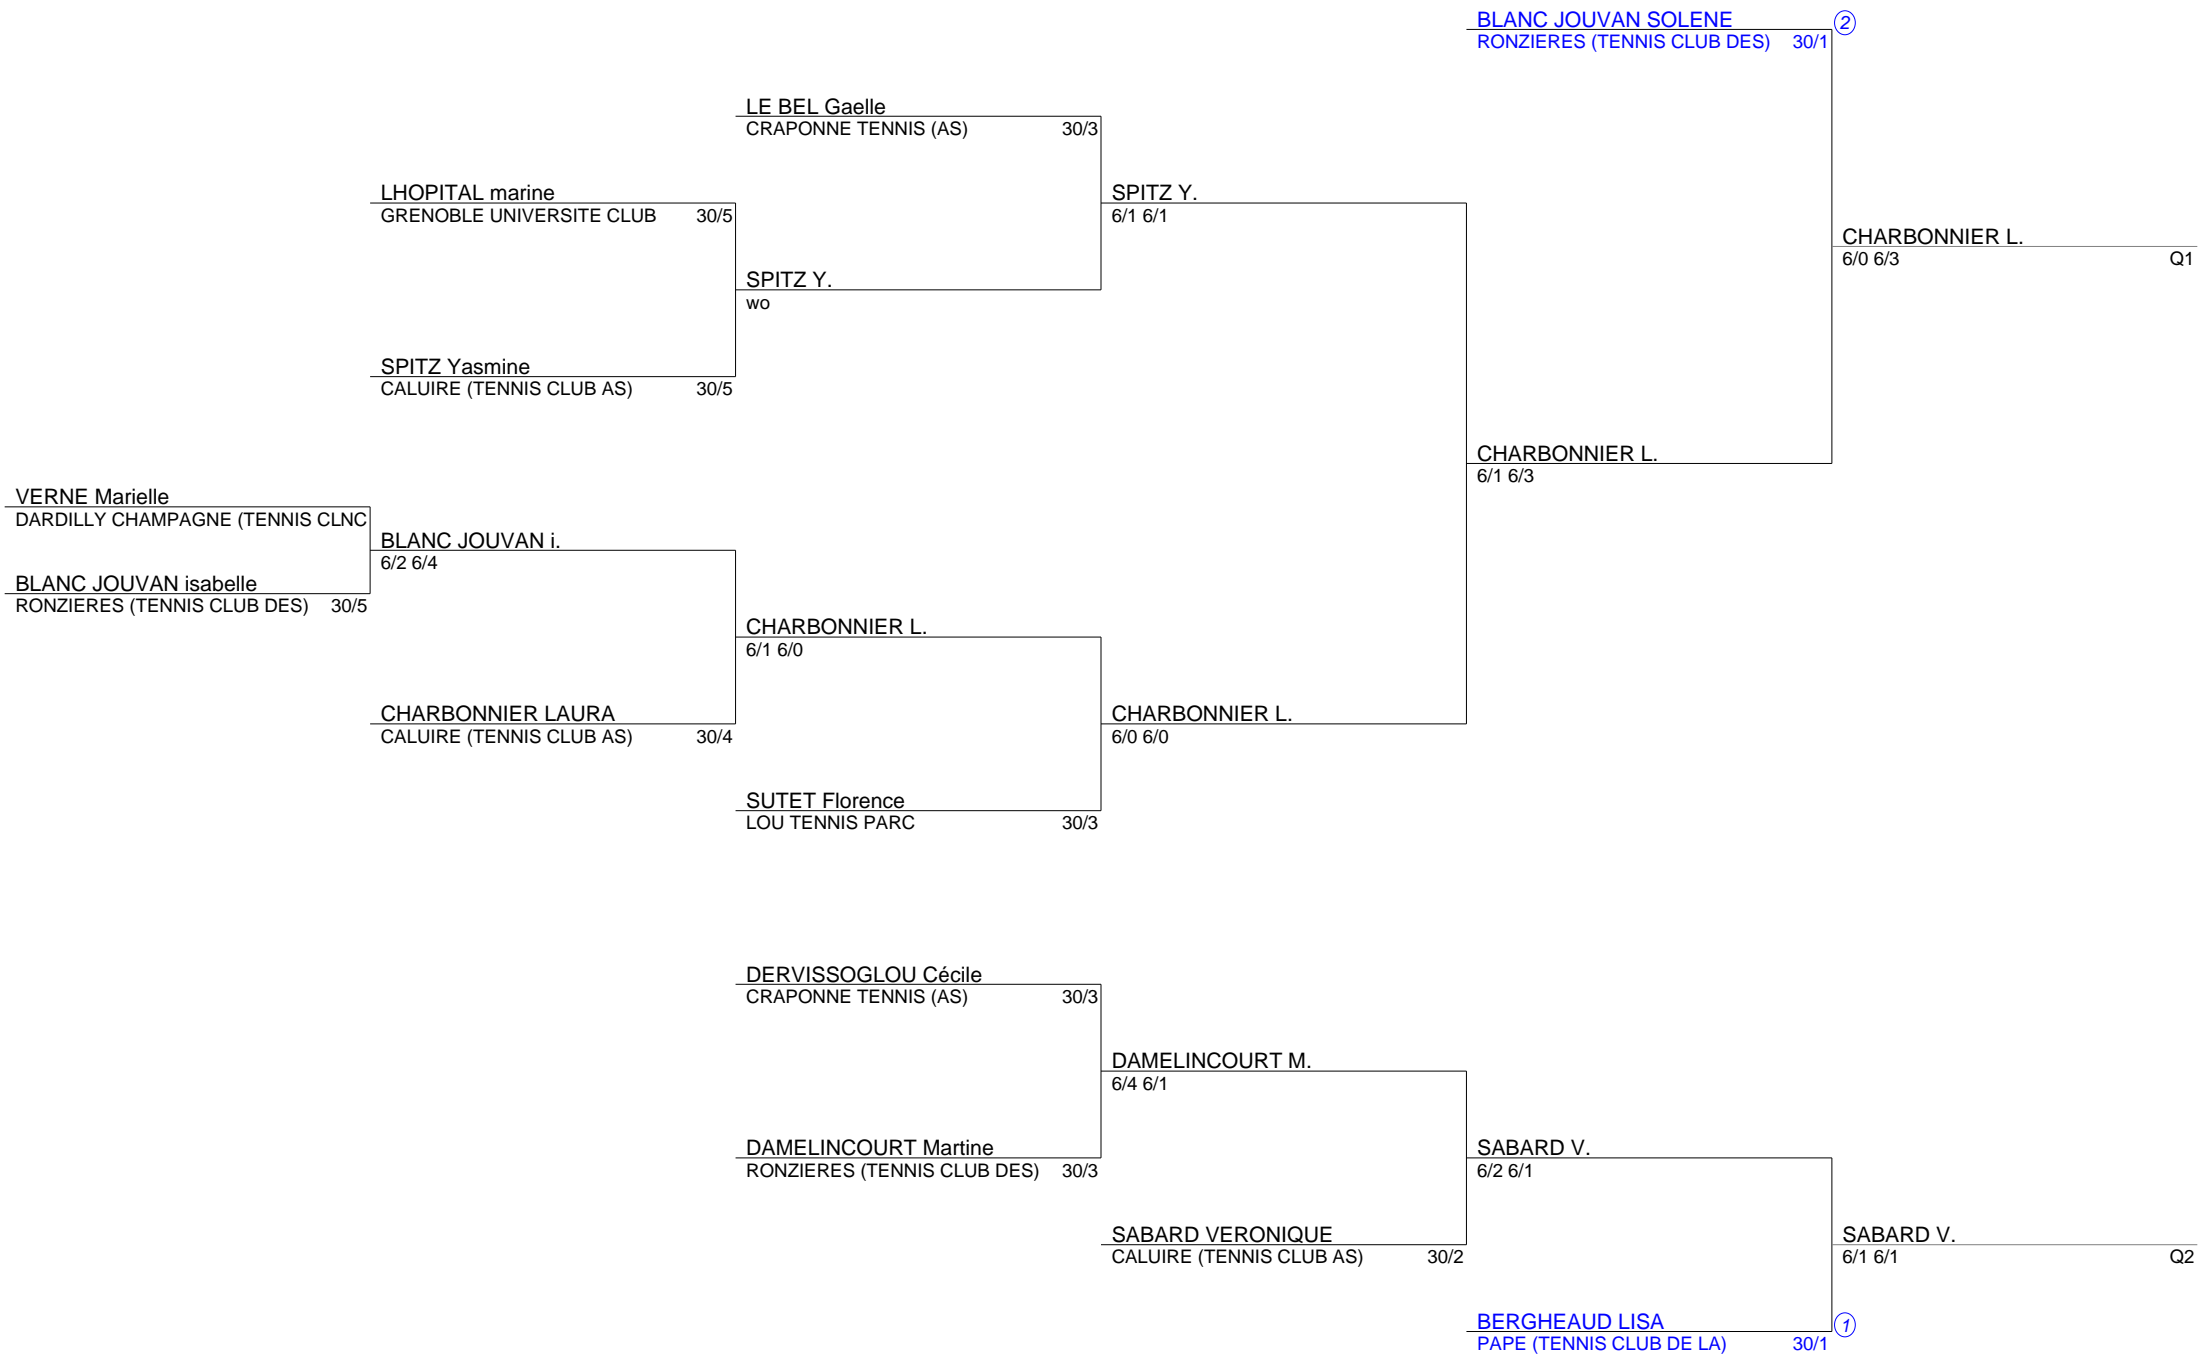 BLANC JOUVAN SOLENE 2
RONZIERES (TENNIS CLUB DES) 30/1
LE BEL Gaelle
CRAPONNE TENNIS (AS) 30/3
LHOPITAL marine
GRENOBLE UNIVERSITE CLUB 30/5
SPITZ Y.
6/1 6/1
CHARBONNIER L.
6/0 6/3 Q1
SPITZ Y.
wo
SPITZ Yasmine
CALUIRE (TENNIS CLUB AS) 30/5
CHARBONNIER L.
6/1 6/3
VERNE Marielle
DARDILLY CHAMPAGNE (TENNIS CLNC
BLANC JOUVAN i.
6/2 6/4
BLANC JOUVAN isabelle
RONZIERES (TENNIS CLUB DES) 30/5
CHARBONNIER L.
6/1 6/0
CHARBONNIER LAURA
CALUIRE (TENNIS CLUB AS) 30/4
CHARBONNIER L.
6/0 6/0
SUTET Florence
LOU TENNIS PARC 30/3
DERVISSOGLOU Cécile
CRAPONNE TENNIS (AS) 30/3
DAMELINCOURT M.
6/4 6/1
DAMELINCOURT Martine
RONZIERES (TENNIS CLUB DES) 30/3
SABARD V.
6/2 6/1
SABARD VERONIQUE
CALUIRE (TENNIS CLUB AS) 30/2
SABARD V.
6/1 6/1 Q2
BERGHEAUD LISA 1
PAPE (TENNIS CLUB DE LA) 30/1